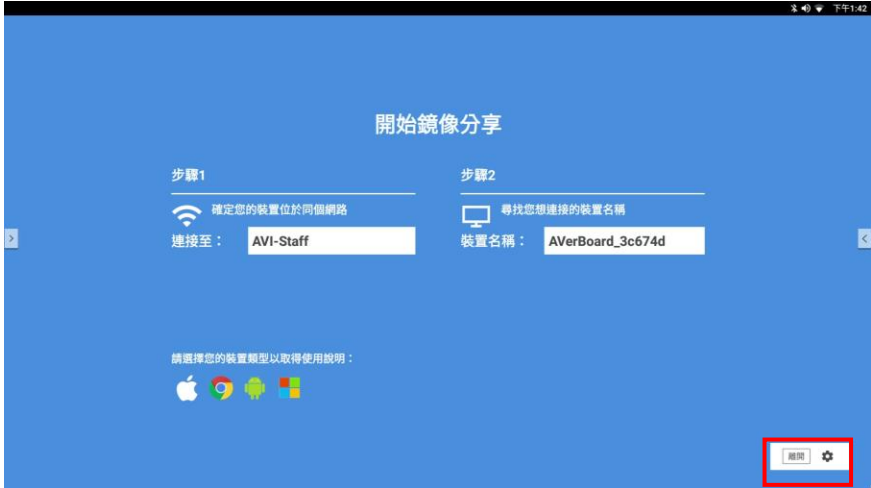 下午1:42
開始鏡像分享
步驟1
確定您的裝置位於同個網路
連接至：
AVI-Staff
步驟2
尋找您想連接的裝置名稱
裝置名稱：
AVerBoard_3c674d
請選擇您的裝置類型以取得使用說明：
離開